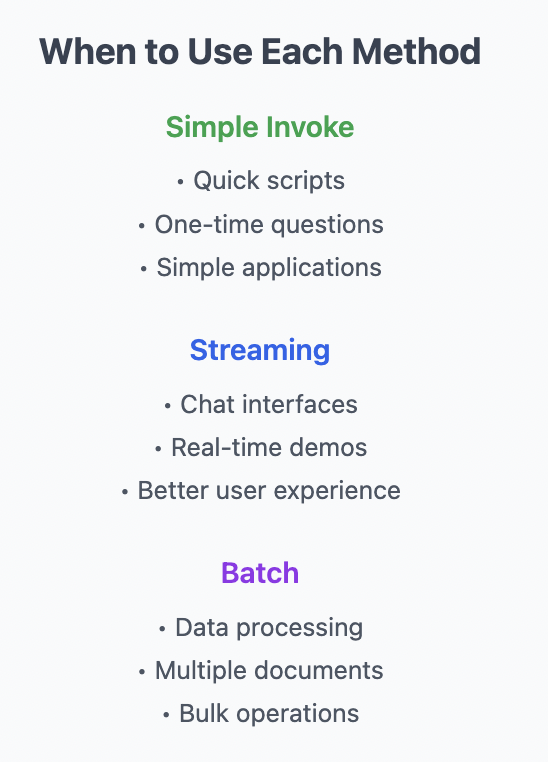 When to Use Each Method
Simple Invoke
• Quick scripts
• One-time questions
• Simple applications
Streaming
• Chat interfaces
• Real-time demos
• Better user experience
Batch
• Data processing
• Multiple documents
• Bulk operations